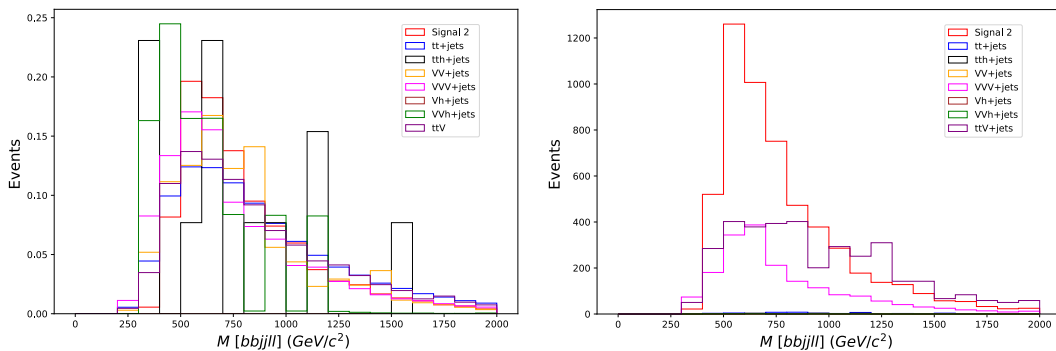 0.25
0.20
0.15
0.10
0.05
0.00
Events
0 250 500 750 1000 1250 1500 1750 2000
M [bbjjll] (GeV/c²)
Signal 2
tt+jets
tth+jets
VV+jets
VVV+jets
Vh+jets
VVh+jets
ttV
1200
1000
800
600
400
200
0
Events
0 250 500 750 1000 1250 1500 1750 2000
M [bbjjll] (GeV/c²)
Signal 2
tt+jets
tth+jets
VV+jets
VVV+jets
Vh+jets
VVh+jets
ttV+jets